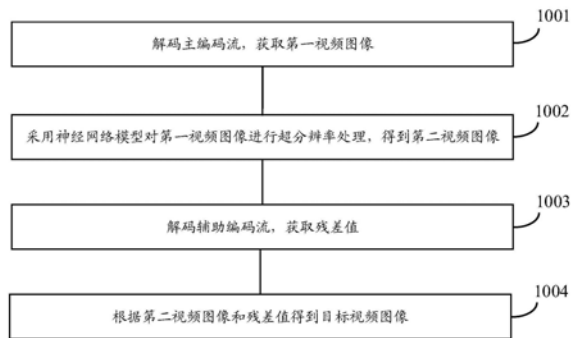 1001
解码主编码流，获取第一视频图像
1002
采用神经网络模型对第一视频图像进行超分辨率处理，得到第二视频图像
1003
解码辅助编码流，获取残差值
1004
根据第二视频图像和残差值得到目标视频图像